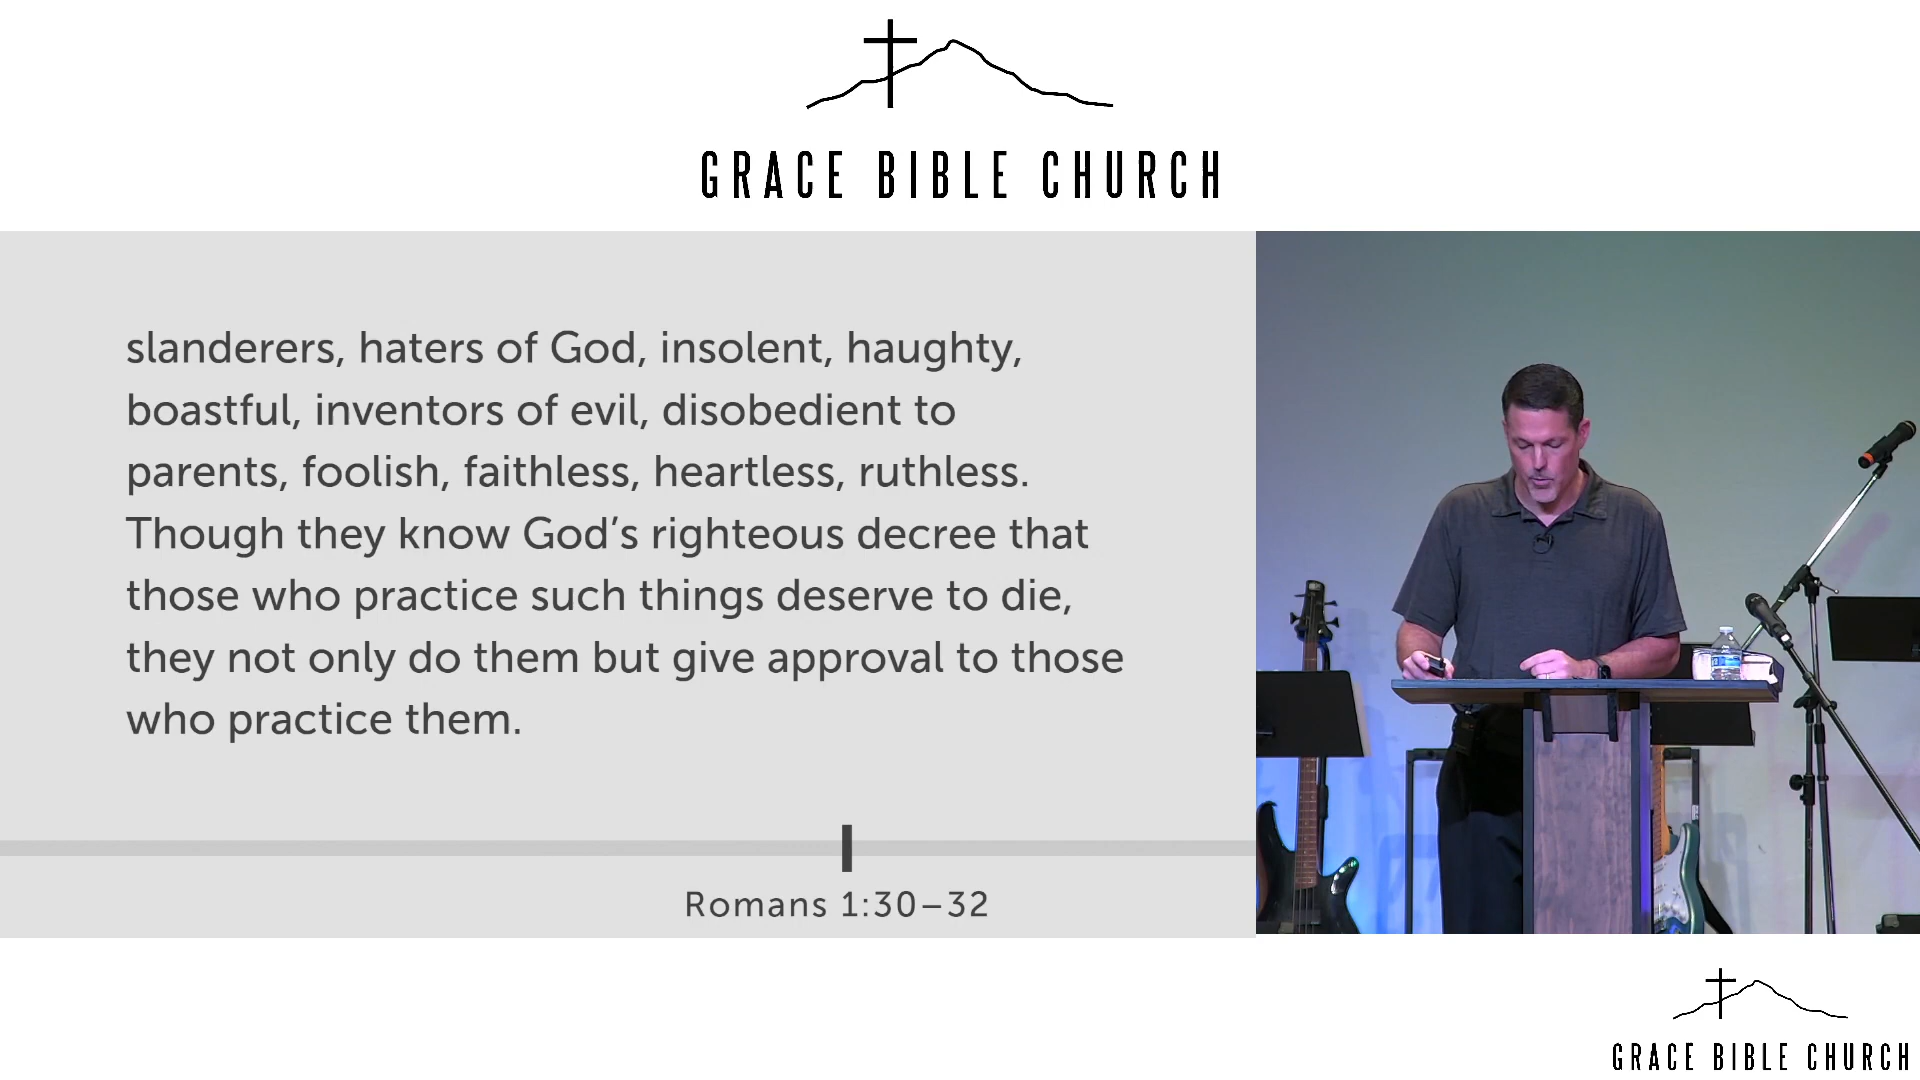 GRACE BIBLE CHURCH
slanderers, haters of God, insolent, haughty,
boastful, inventors of evil, disobedient to
parents, foolish, faithless, heartless, ruthless.
Though they know God’s righteous decree that
those who practice such things deserve to die,
they not only do them but give approval to those
who practice them.
Romans 1:30–32
GRACE BIBLE CHURCH